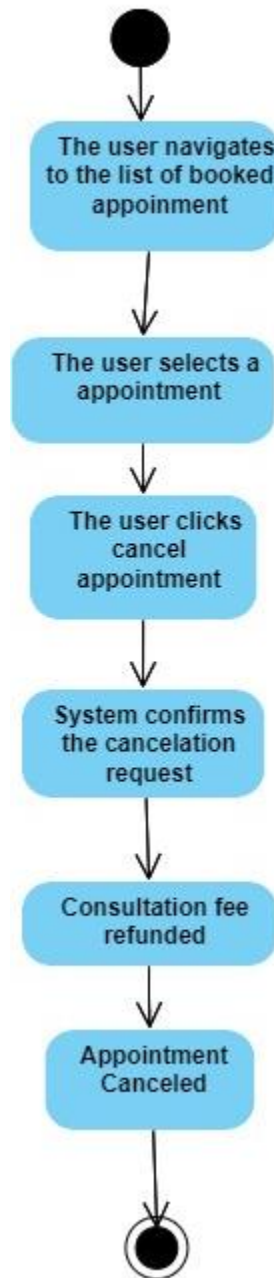 The user navigates
to the list of booked
appoinment
The user selects a
appointment
The user clicks
cancel
appointment
System confirms
the cancelation
request
Consultation fee
refunded
Appointment
Canceled